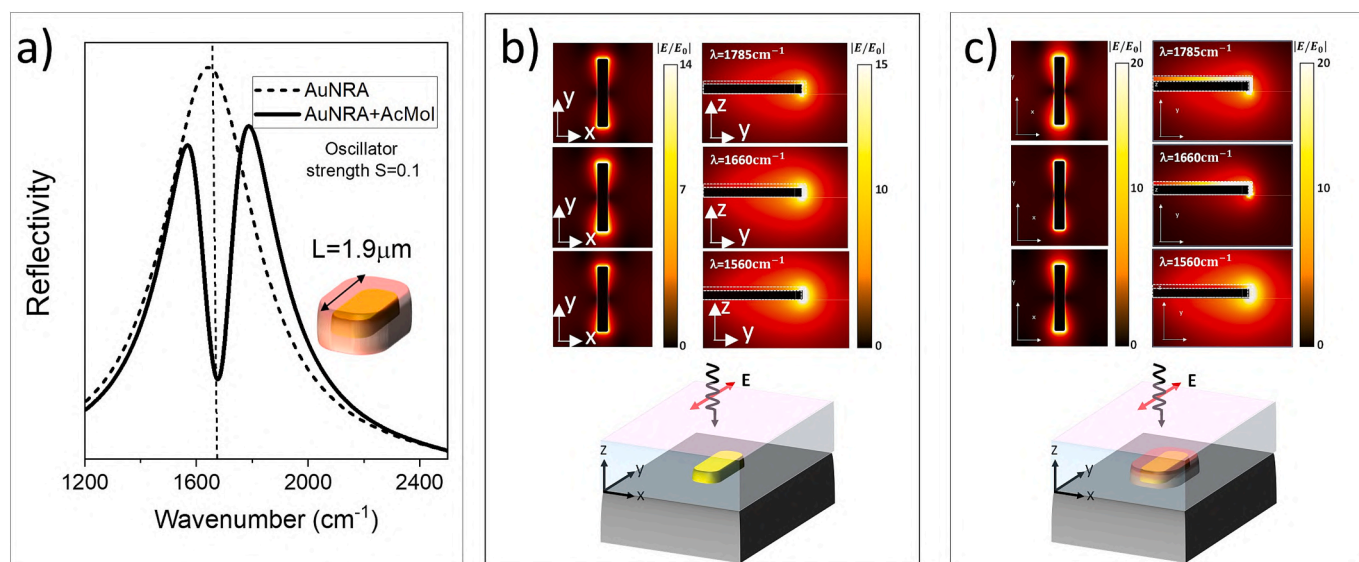 a)
AuNRA
AuNRA+AcMol
Oscillator
strength S=0.1
L=1.9μm
Reflectivity
1200
1600
2000
2400
Wavenumber (cm⁻¹)
b)
|E/E₀|
14
7
0
y
x
y
x
y
x
λ=1785cm⁻¹
z
y
λ=1660cm⁻¹
z
y
λ=1560cm⁻¹
z
y
|E/E₀|
15
10
0
E
z
y
x
c)
|E/E₀|
20
10
0
Y
x
Y
x
Y
x
λ=1785cm⁻¹
z
Y
λ=1660cm⁻¹
z
Y
λ=1560cm⁻¹
Y
|E/E₀|
20
10
0
E
z
y
x